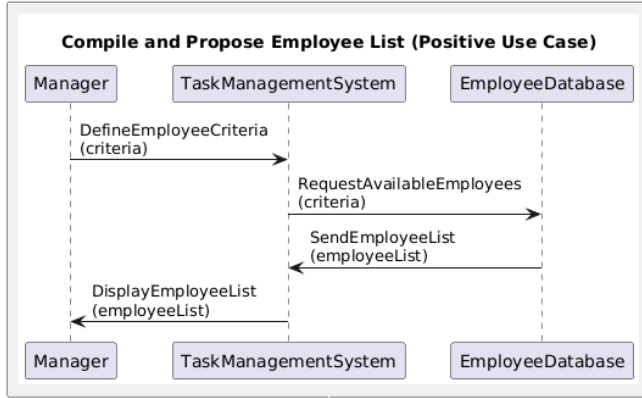 Compile and Propose Employee List (Positive Use Case)
Manager TaskManagementSystem EmployeeDatabase
DefineEmployeeCriteria
(criteria)
RequestAvailableEmployees
(criteria)
SendEmployeeList
(employeeList)
DisplayEmployeeList
(employeeList)
Manager TaskManagementSystem EmployeeDatabase